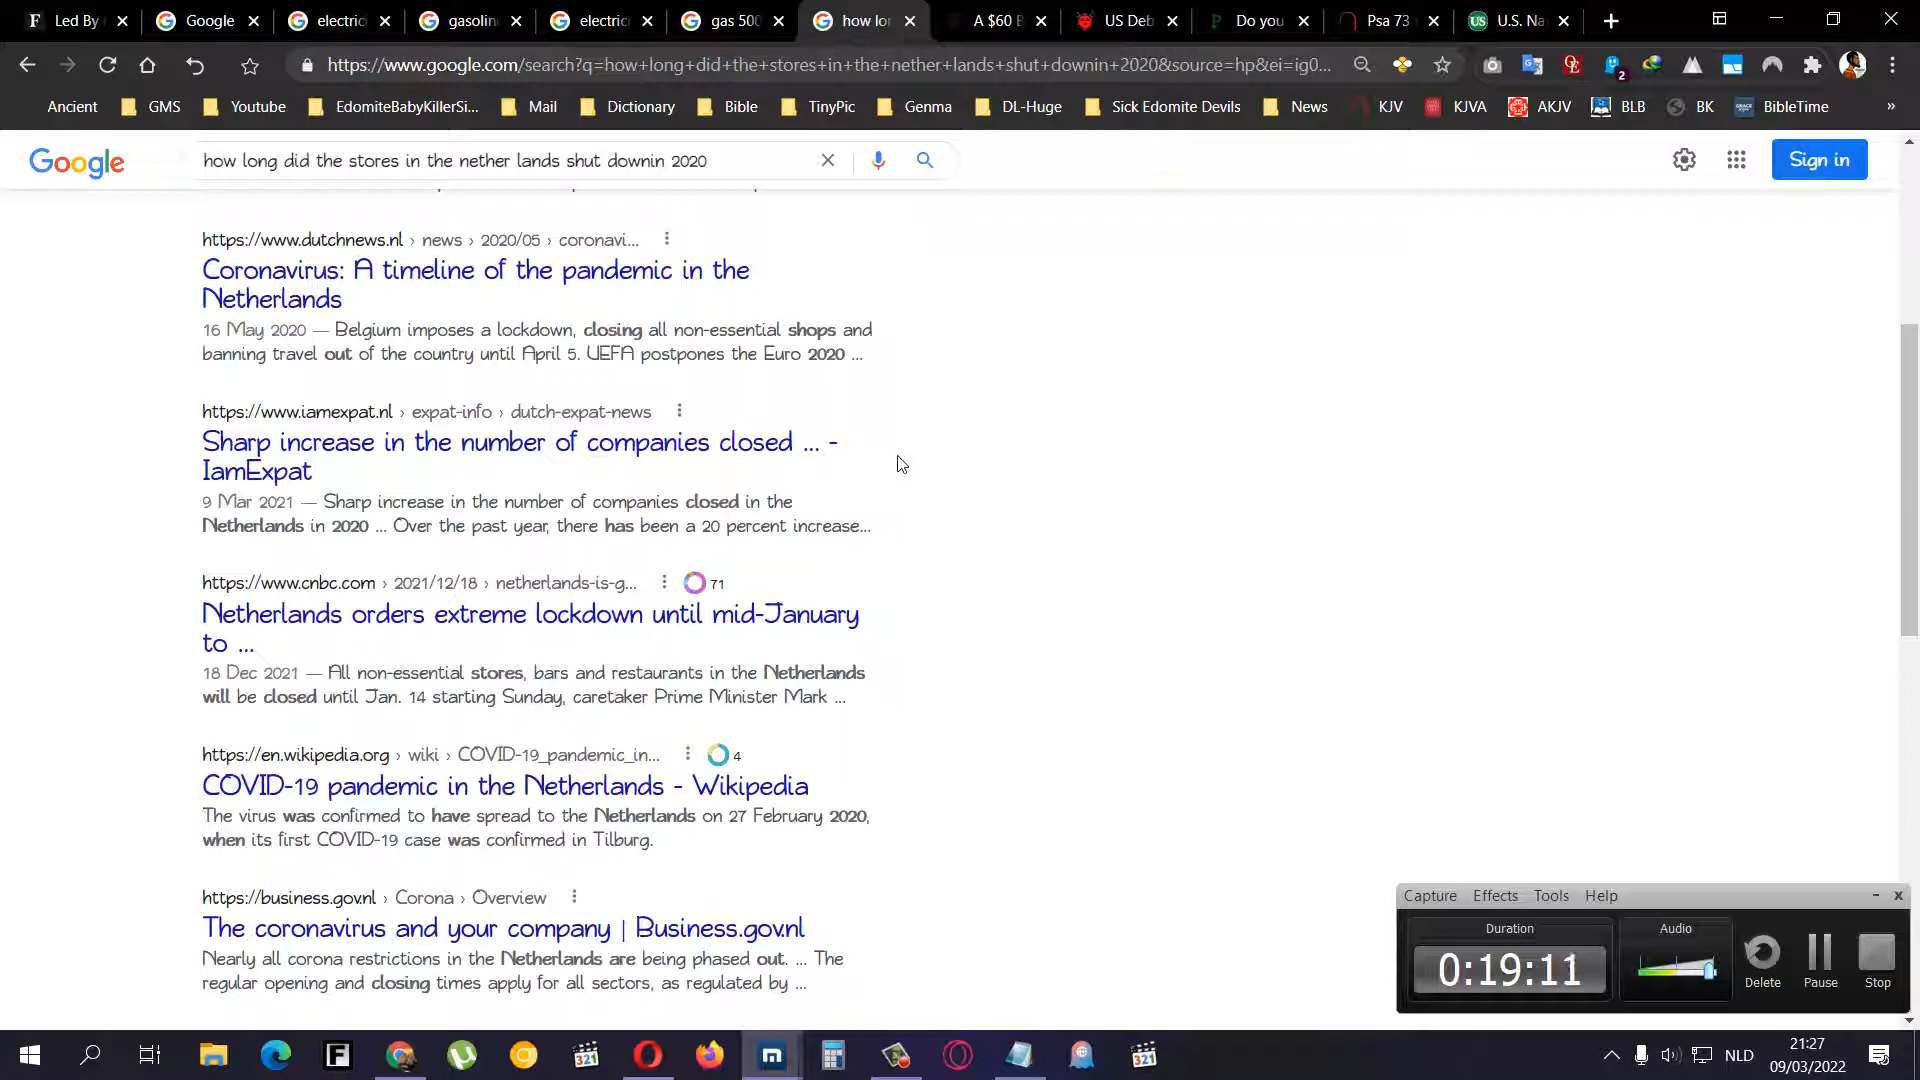 Led By
Google
electric
gasolin
electric
gas 500
how lo
A $60 B
US Deb
Do you
Psa 73
U.S. Na
https://www.google.com/search?q=how+long+did+the+stores+in+the+nether+lands+shut+downin+2020&source=hp&ei=ig0...
2
Ancient GMS Youtube EdomiteBabyKillerSi... Mail Dictionary Bible TinyPic Genma DL-Huge Sick Edomite Devils News KJV KJVA AKJV BLB BK BibleTime »
Google
how long did the stores in the nether lands shut downin 2020
Sign in
https://www.dutchnews.nl › news › 2020/05 › coronavi...
Coronavirus: A timeline of the pandemic in the
Netherlands
16 May 2020 — Belgium imposes a lockdown, closing all non-essential shops and
banning travel out of the country until April 5. UEFA postpones the Euro 2020 ...
https://www.iamexpat.nl › expat-info › dutch-expat-news
Sharp increase in the number of companies closed ... -
IamExpat
9 Mar 2021 — Sharp increase in the number of companies closed in the
Netherlands in 2020 ... Over the past year, there has been a 20 percent increase...
https://www.cnbc.com › 2021/12/18 › netherlands-is-g... 71
Netherlands orders extreme lockdown until mid-January
to ...
18 Dec 2021 — All non-essential stores, bars and restaurants in the Netherlands
will be closed until Jan. 14 starting Sunday, caretaker Prime Minister Mark ...
https://en.wikipedia.org › wiki › COVID-19_pandemic_in... 4
COVID-19 pandemic in the Netherlands - Wikipedia
The virus was confirmed to have spread to the Netherlands on 27 February 2020,
when its first COVID-19 case was confirmed in Tilburg.
https://business.gov.nl › Corona › Overview
The coronavirus and your company | Business.gov.nl
Nearly all corona restrictions in the Netherlands are being phased out. ... The
regular opening and closing times apply for all sectors, as regulated by ...
Capture Effects Tools Help
Duration
0:19:11
Audio
Delete
Pause
Stop
NLD
21:27
09/03/2022